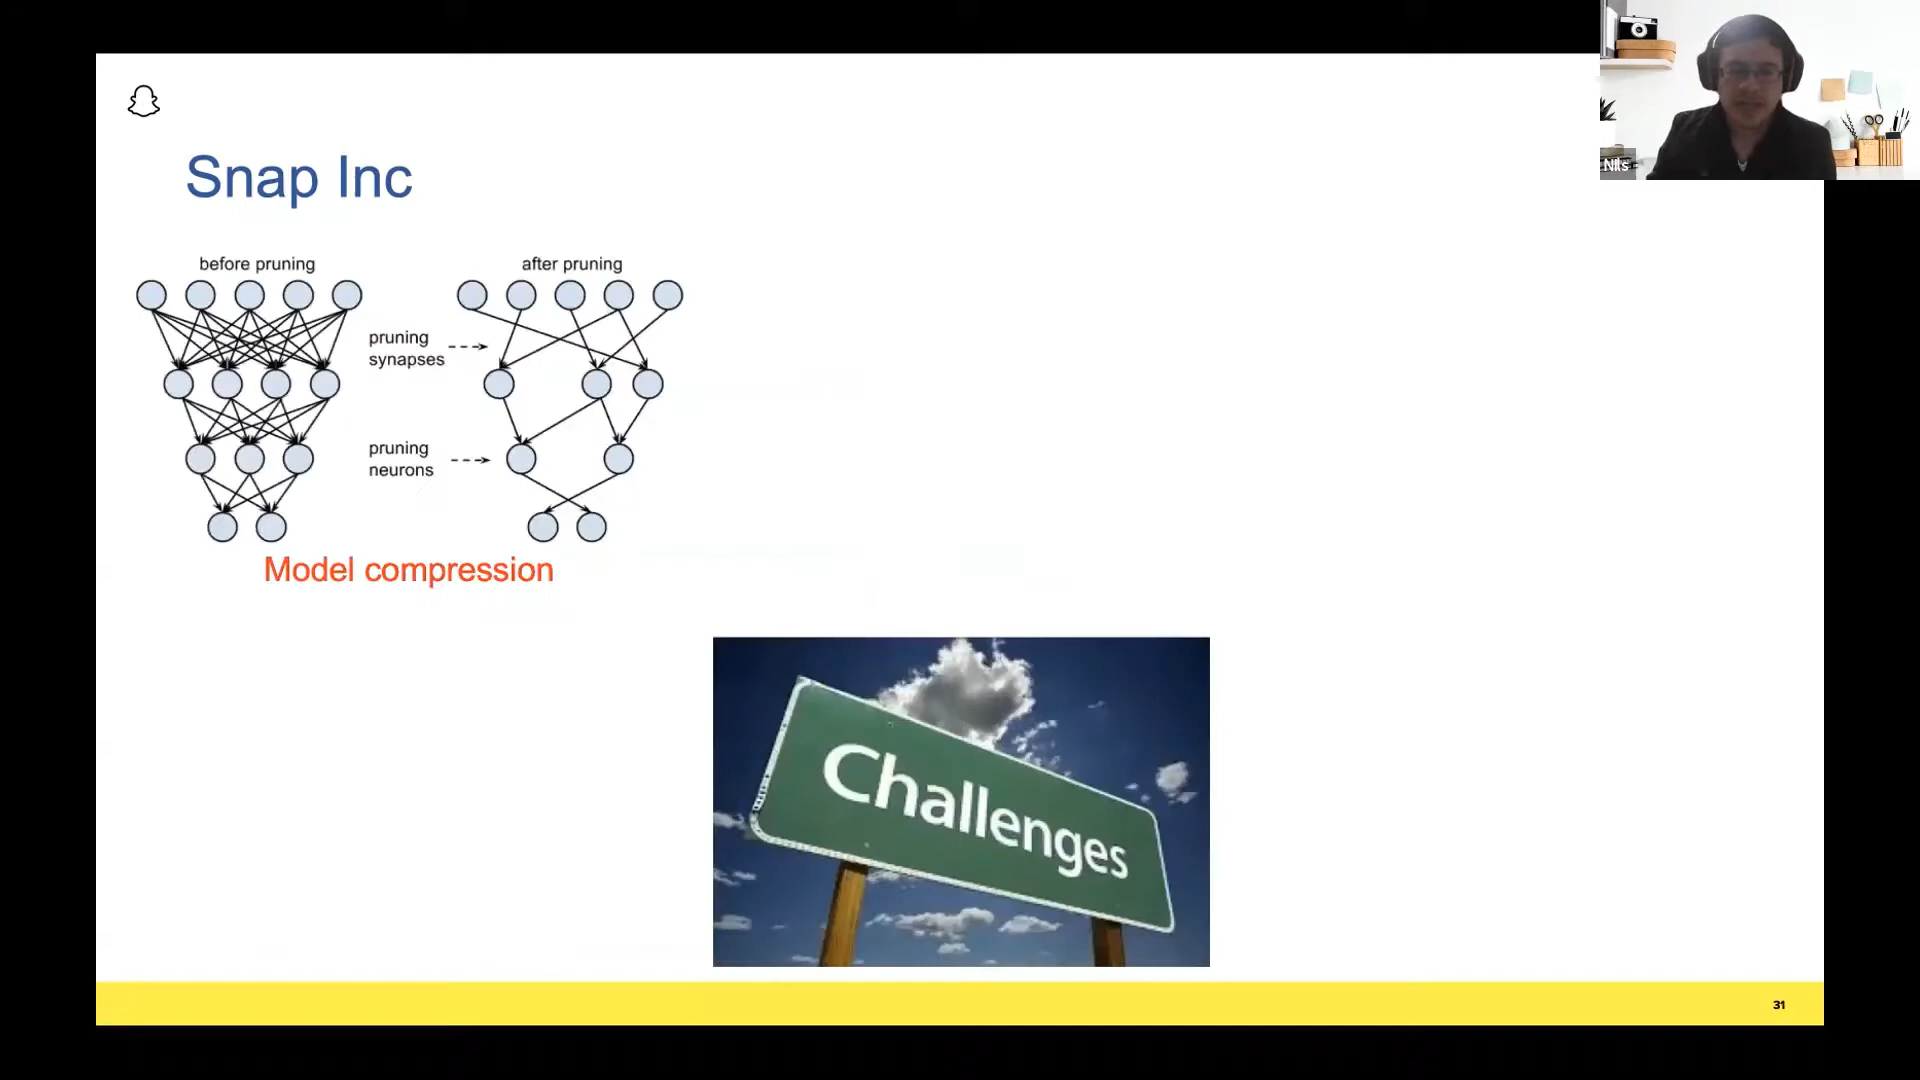 Nils
Snap Inc
before pruning
after pruning
pruning
synapses
pruning
neurons
Model compression
Challenges
31